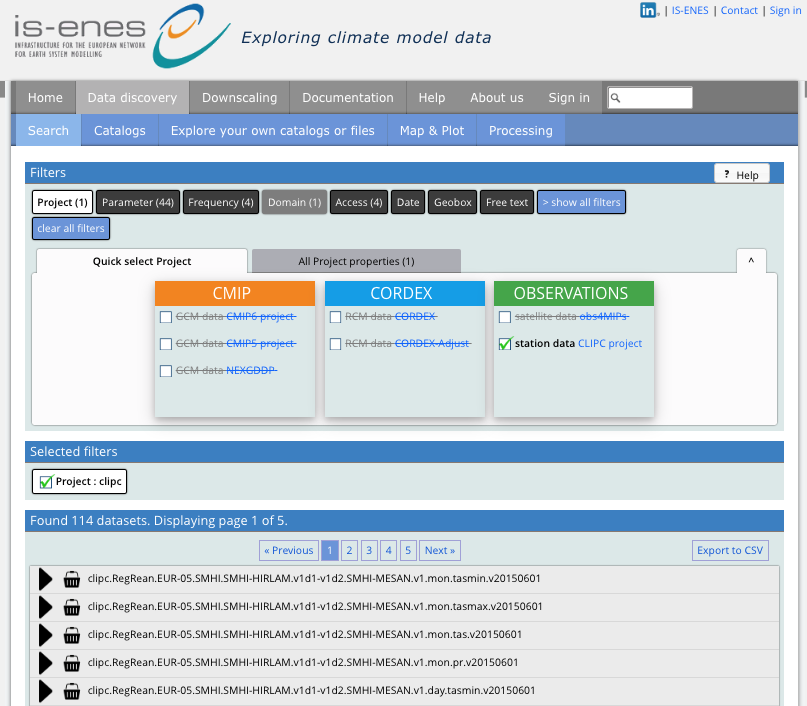 in® | IS-ENES | Contact | Sign in
is-enes
INFRASTRUCTURE FOR THE EUROPEAN NETWORK
FOR EARTH SYSTEM MODELLING
Exploring climate model data
Home Data discovery Downscaling Documentation Help About us Sign in
Search Catalogs Explore your own catalogs or files Map & Plot Processing
Filters ? Help
Project (1) Parameter (44) Frequency (4) Domain (1) Access (4) Date Geobox Free text > show all filters
clear all filters
Quick select Project All Project properties (1) ^
CMIP CORDEX OBSERVATIONS
GCM data CMIP6 project RCM data CORDEX satellite data obs4MIPs
GCM data CMIP5 project RCM data CORDEX-Adjust station data CLIPC project
GCM data NEXGDDP
Selected filters
Project : clipc
Found 114 datasets. Displaying page 1 of 5.
« Previous 1 2 3 4 5 Next » Export to CSV
clipc.RegRean.EUR-05.SMHI.SMHI-HIRLAM.v1d1-v1d2.SMHI-MESAN.v1.mon.tasmin.v20150601
clipc.RegRean.EUR-05.SMHI.SMHI-HIRLAM.v1d1-v1d2.SMHI-MESAN.v1.mon.tasmax.v20150601
clipc.RegRean.EUR-05.SMHI.SMHI-HIRLAM.v1d1-v1d2.SMHI-MESAN.v1.mon.tas.v20150601
clipc.RegRean.EUR-05.SMHI.SMHI-HIRLAM.v1d1-v1d2.SMHI-MESAN.v1.mon.pr.v20150601
clipc.RegRean.EUR-05.SMHI.SMHI-HIRLAM.v1d1-v1d2.SMHI-MESAN.v1.day.tasmin.v20150601